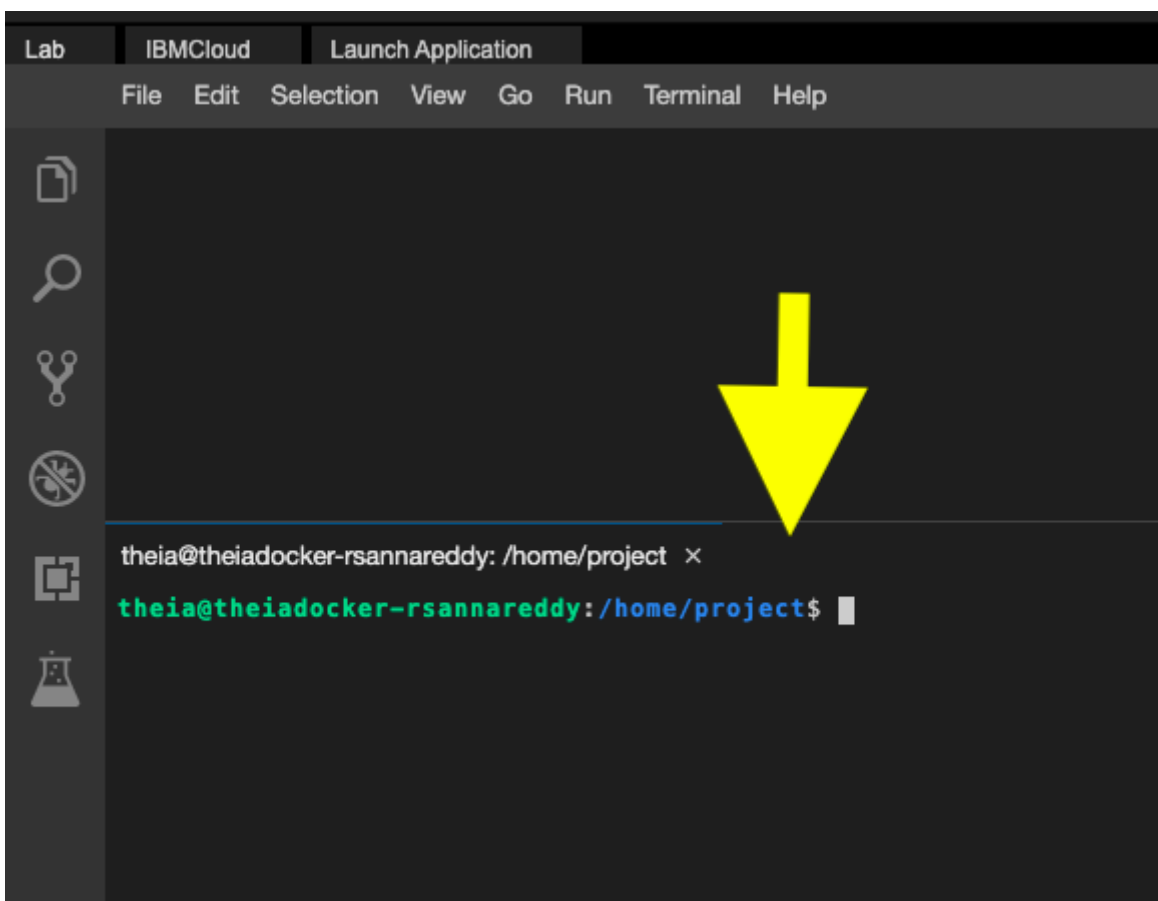 Lab IBMCloud Launch Application
File Edit Selection View Go Run Terminal Help
theia@theiadocker-rsannareddy: /home/project ×
theia@theiadocker-rsannareddy:/home/project$